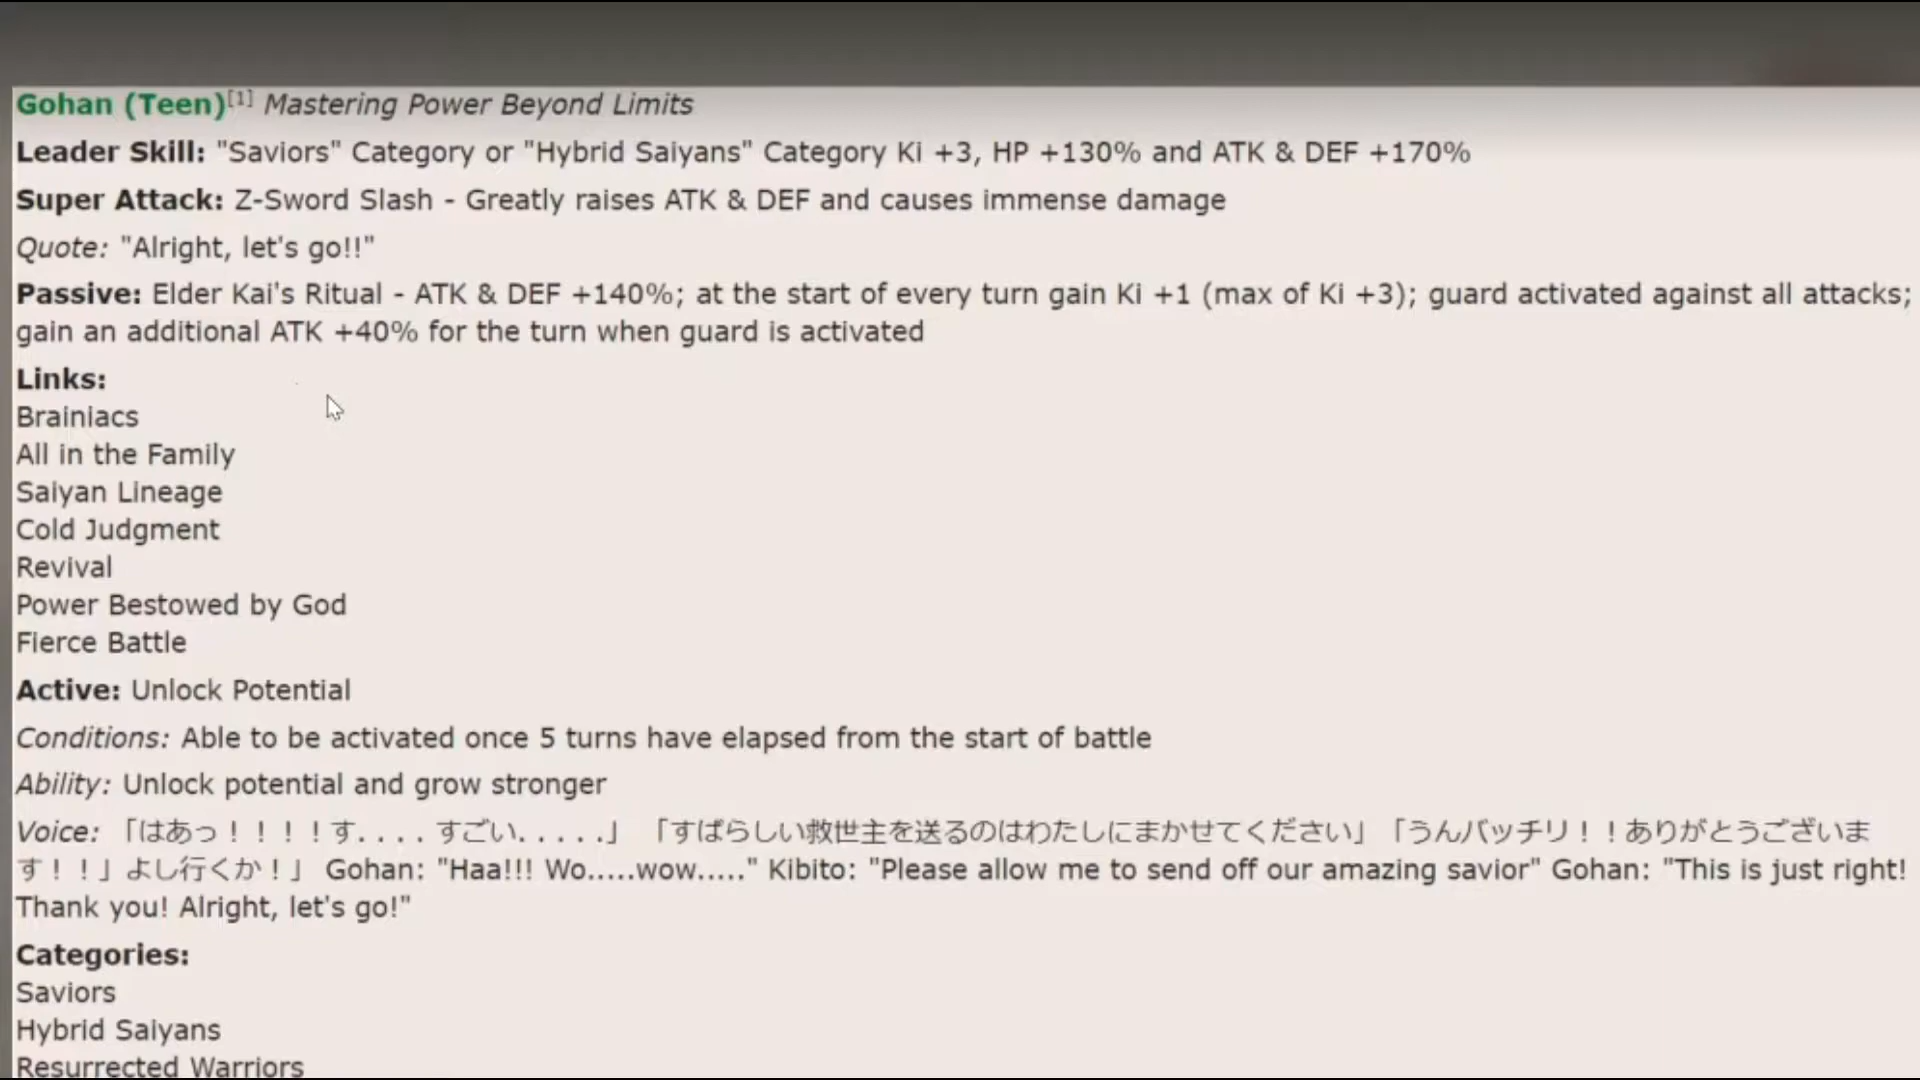 Gohan (Teen)[1] Mastering Power Beyond Limits
Leader Skill: "Saviors" Category or "Hybrid Saiyans" Category Ki +3, HP +130% and ATK & DEF +170%
Super Attack: Z-Sword Slash - Greatly raises ATK & DEF and causes immense damage
Quote: "Alright, let's go!!"
Passive: Elder Kai's Ritual - ATK & DEF +140%; at the start of every turn gain Ki +1 (max of Ki +3); guard activated against all attacks;
gain an additional ATK +40% for the turn when guard is activated
Links:
Brainiacs
All in the Family
Saiyan Lineage
Cold Judgment
Revival
Power Bestowed by God
Fierce Battle
Active: Unlock Potential
Conditions: Able to be activated once 5 turns have elapsed from the start of battle
Ability: Unlock potential and grow stronger
Voice: 「はあっ！！！！す. . . . すごい. . . . .」 「すばらしい救世主を送るのはわたしにまかせてください」「うんバッチリ！！ありがとうございま
す！！」よし行くか！」 Gohan: "Haa!!! Wo.....wow....." Kibito: "Please allow me to send off our amazing savior" Gohan: "This is just right!
Thank you! Alright, let's go!"
Categories:
Saviors
Hybrid Saiyans
Resurrected Warriors